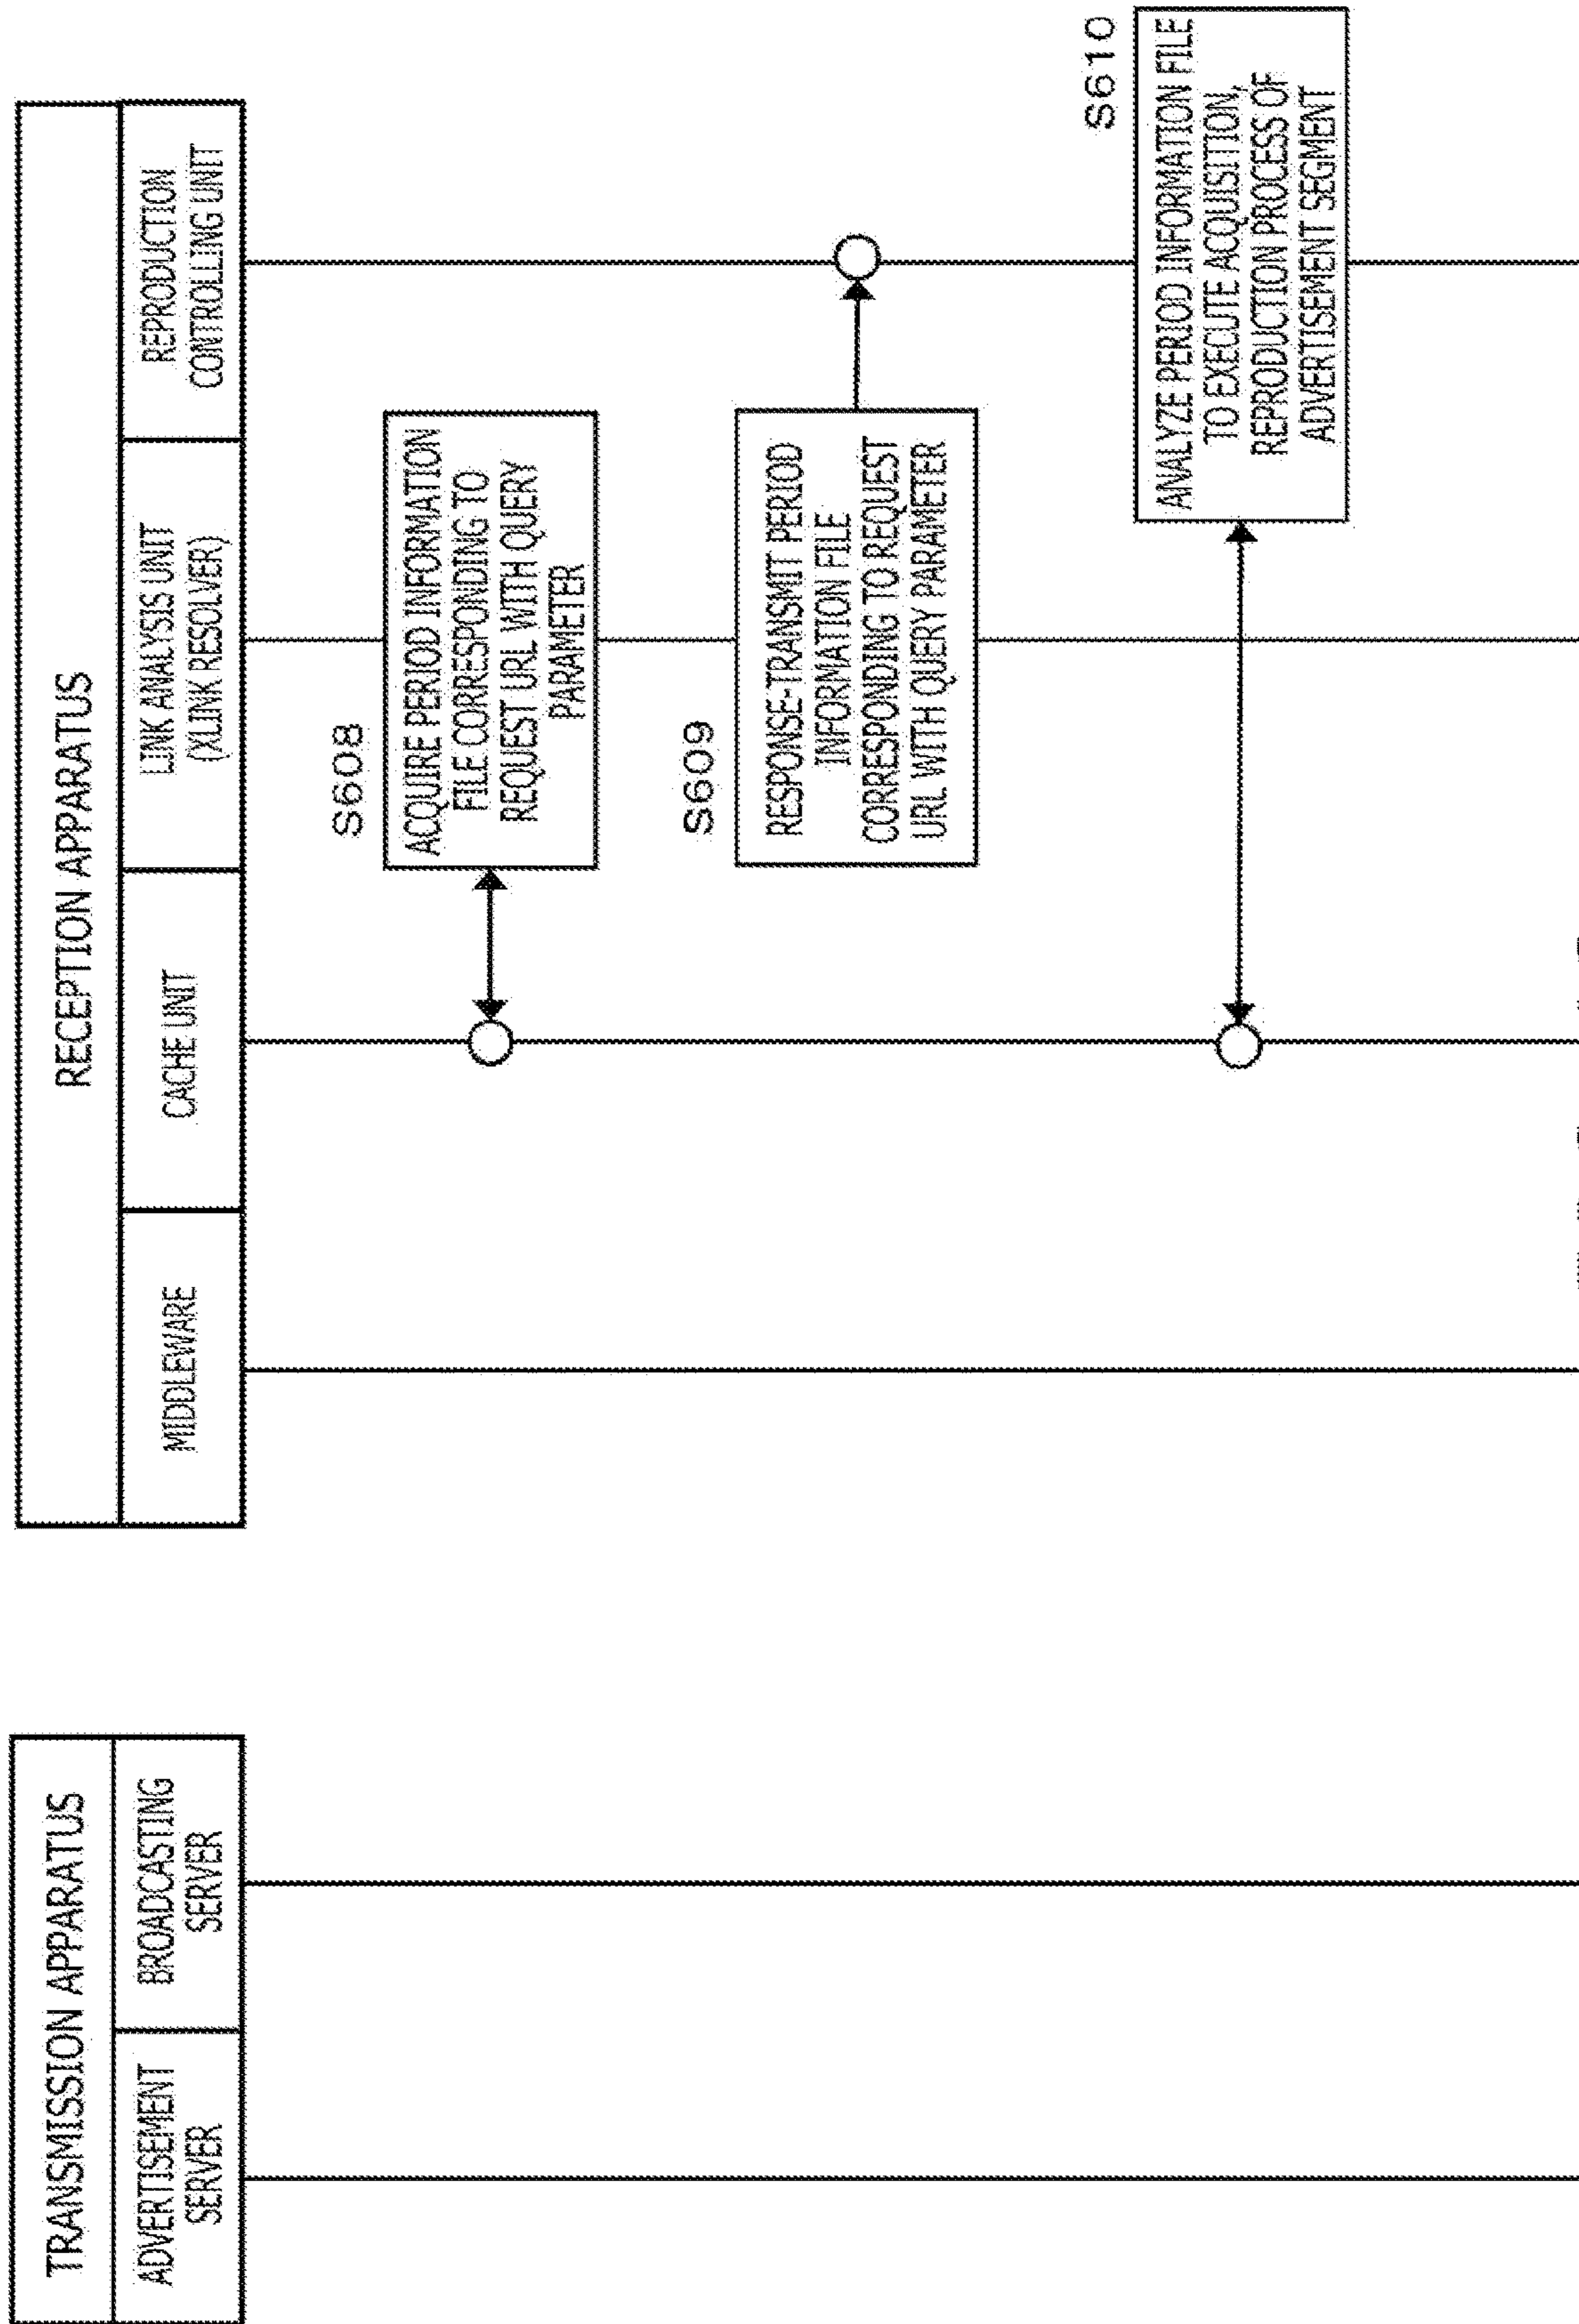 TRANSMISSION APPARATUS
ADVERTISEMENT
SERVER
BROADCASTING
SERVER
RECEPTION APPARATUS
MIDDLEWARE
CACHE UNIT
LINK ANALYSIS UNIT
(XLINK RESOLVER)
REPRODUCTION
CONTROLLING UNIT
S608
ACQUIRE PERIOD INFORMATION
FILE CORRESPONDING TO
REQUEST URL WITH QUERY
PARAMETER
S609
RESPONSE-TRANSMIT PERIOD
INFORMATION FILE
CORRESPONDING TO REQUEST
URL WITH QUERY PARAMETER
S610
ANALYZE PERIOD INFORMATION FILE
TO EXECUTE ACQUISITION,
REPRODUCTION PROCESS OF
ADVERTISEMENT SEGMENT